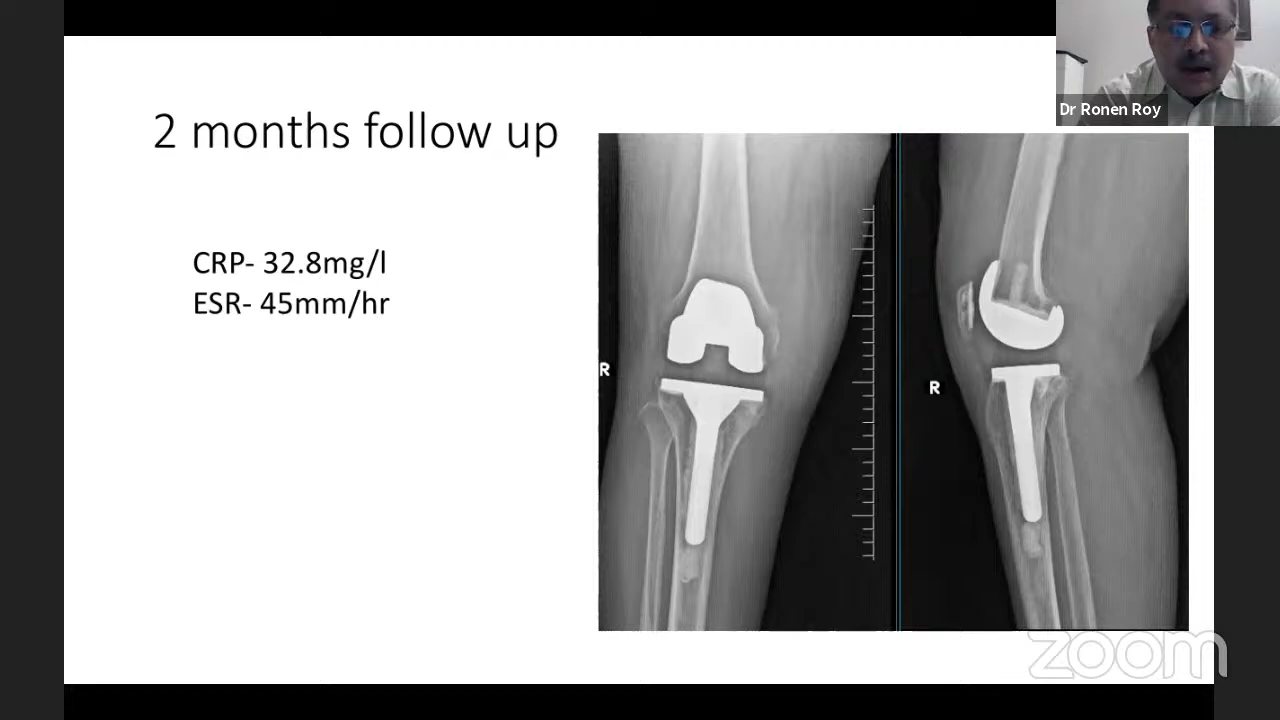 Dr Ronen Roy
2 months follow up
CRP- 32.8mg/l
ESR- 45mm/hr
R
R
zoom